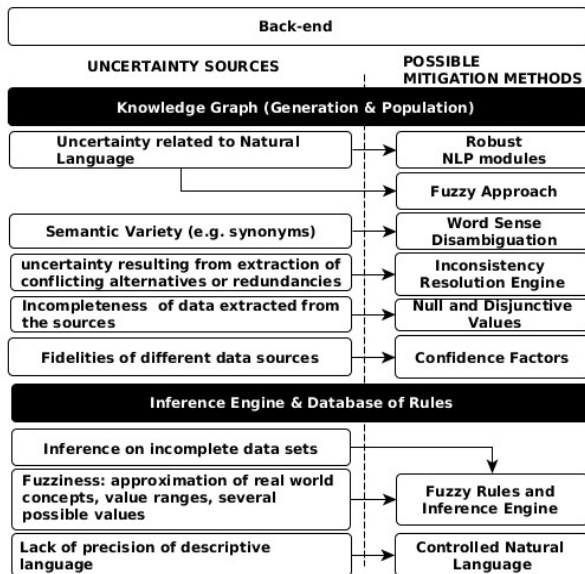 Back-end
UNCERTAINTY SOURCES
POSSIBLE
MITIGATION METHODS
Knowledge Graph (Generation & Population)
Uncertainty related to Natural
Language
Robust
NLP modules
Fuzzy Approach
Semantic Variety (e.g. synonyms)
Word Sense
Disambiguation
uncertainty resulting from extraction of
conflicting alternatives or redundancies
Inconsistency
Resolution Engine
Incompleteness of data extracted from
the sources
Null and Disjunctive
Values
Fidelities of different data sources
Confidence Factors
Inference Engine & Database of Rules
Inference on incomplete data sets
Fuzziness: approximation of real world
concepts, value ranges, several
possible values
Fuzzy Rules and
Inference Engine
Lack of precision of descriptive
language
Controlled Natural
Language